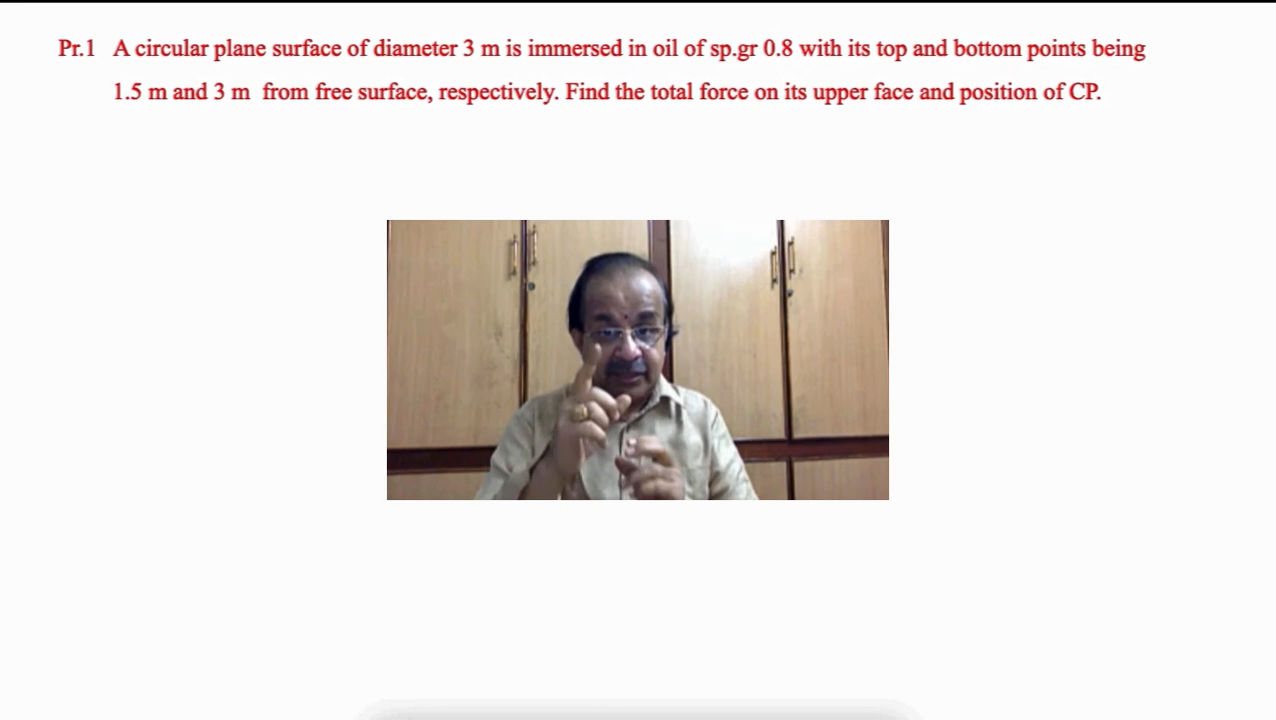 Pr.1 A circular plane surface of diameter 3 m is immersed in oil of sp.gr 0.8 with its top and bottom points being
1.5 m and 3 m from free surface, respectively. Find the total force on its upper face and position of CP.